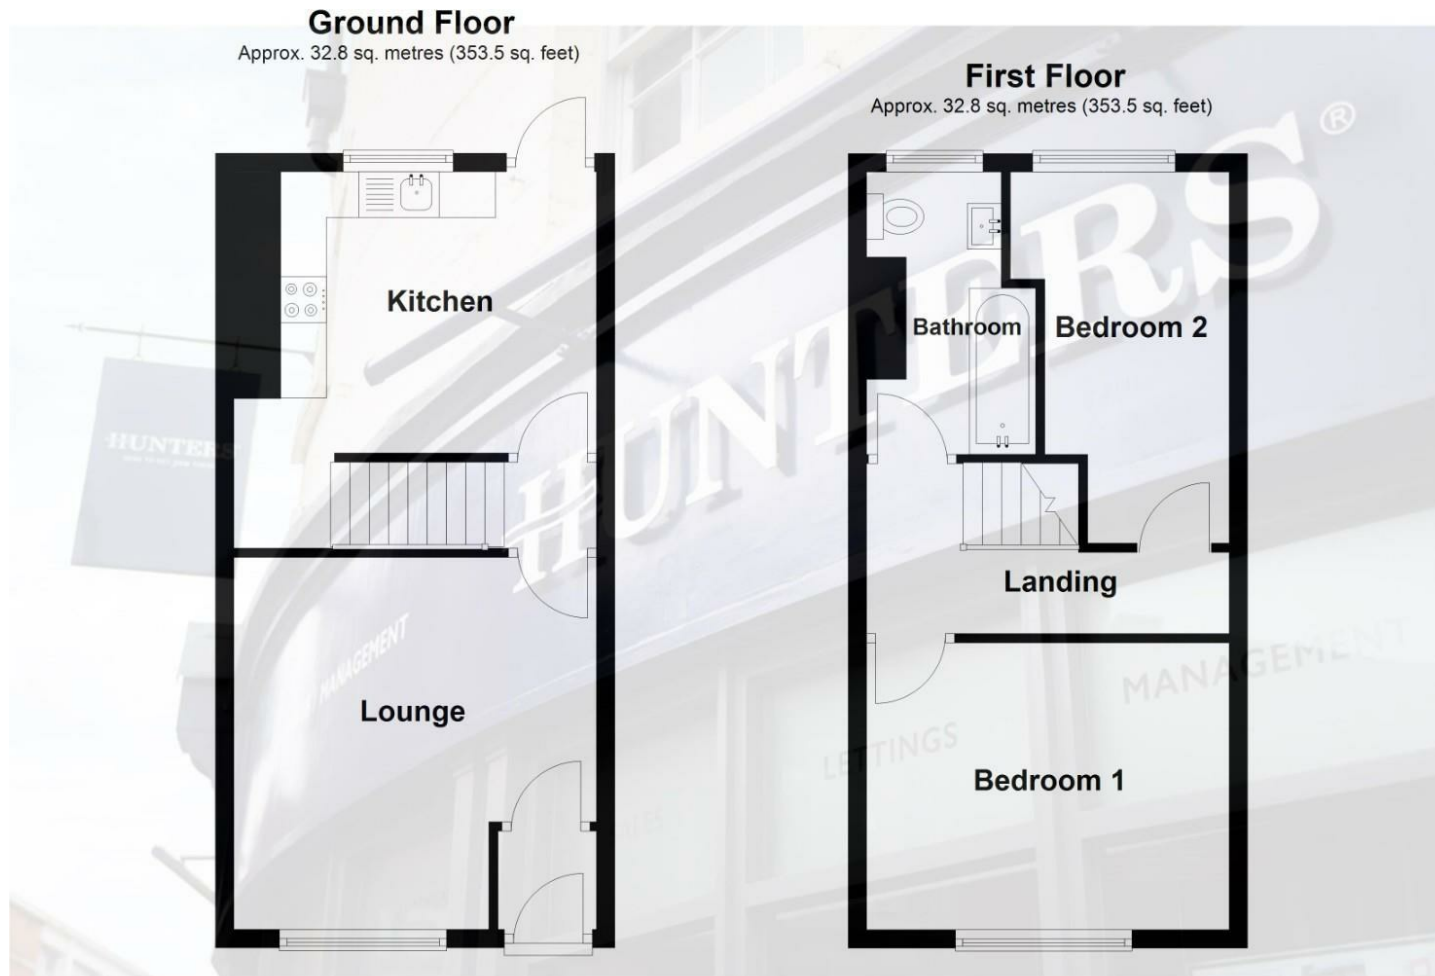 Ground Floor
Approx. 32.8 sq. metres (353.5 sq. feet)
First Floor
Approx. 32.8 sq. metres (353.5 sq. feet)
Kitchen
Bathroom
Bedroom 2
Landing
Lounge
Bedroom 1
HUNTERS®
HUNTERS
MANAGEMENT
LETTINGS
MANAGEMENT